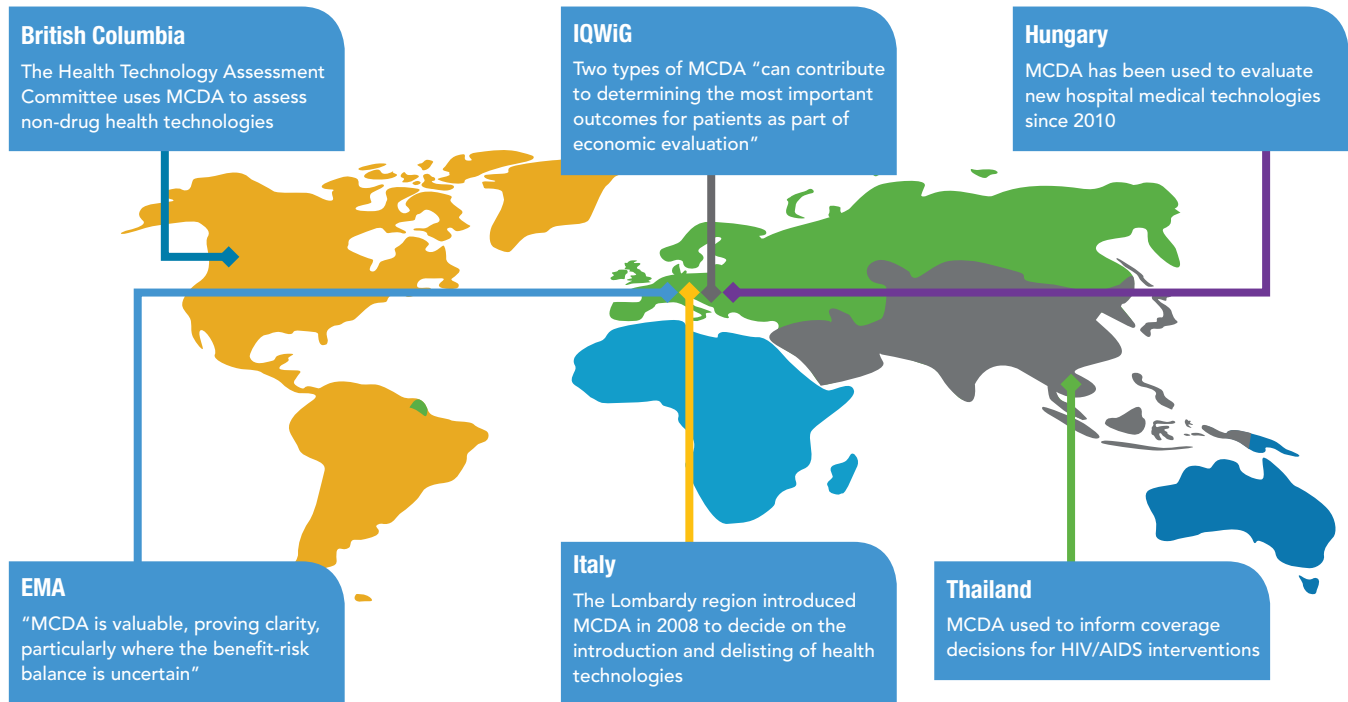 British Columbia
The Health Technology Assessment
Committee uses MCDA to assess
non-drug health technologies
IQWiG
Two types of MCDA “can contribute
to determining the most important
outcomes for patients as part of
economic evaluation”
Hungary
MCDA has been used to evaluate
new hospital medical technologies
since 2010
EMA
“MCDA is valuable, proving clarity,
particularly where the benefit-risk
balance is uncertain”
Italy
The Lombardy region introduced
MCDA in 2008 to decide on the
introduction and delisting of health
technologies
Thailand
MCDA used to inform coverage
decisions for HIV/AIDS interventions